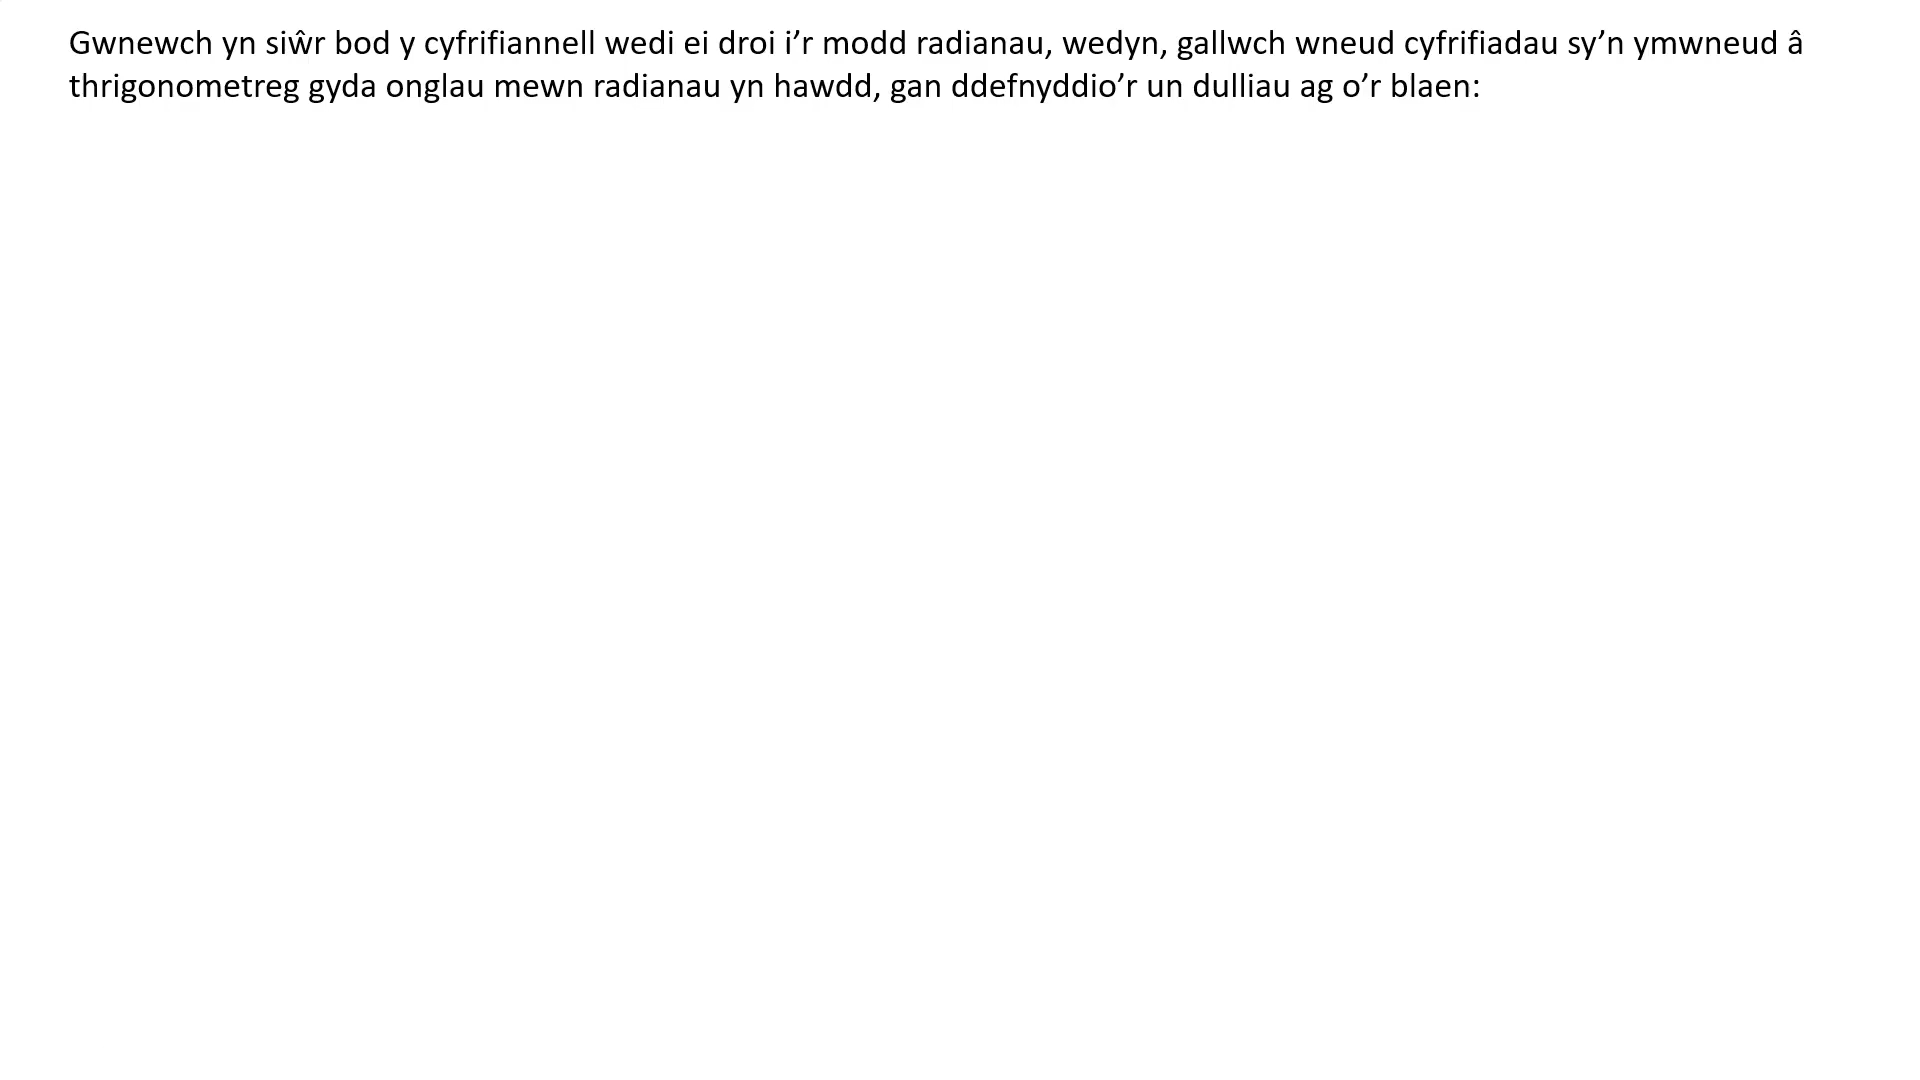 Gwnewch yn siŵr bod y cyfrifiannell wedi ei droi i’r modd radianau, wedyn, gallwch wneud cyfrifiadau sy’n ymwneud â
thrigonometreg gyda onglau mewn radianau yn hawdd, gan ddefnyddio’r un dulliau ag o’r blaen: